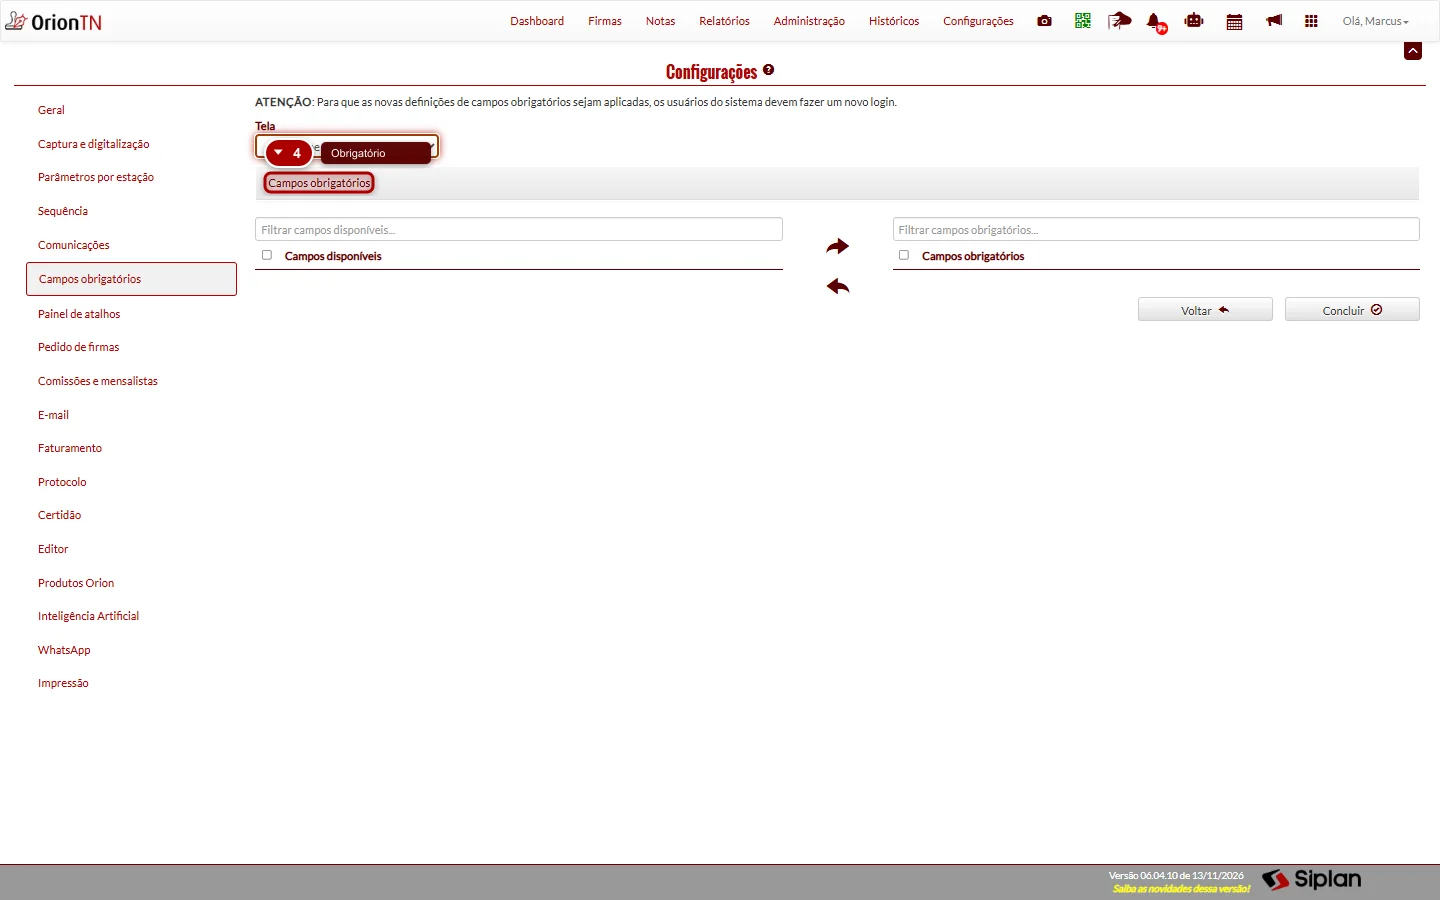 OrionTN
Dashboard
Firmas
Notas
Relatórios
Administração
Históricos
Configurações
9+
Olá, Marcus
Configurações
Geral
Captura e digitalização
Parâmetros por estação
Sequência
Comunicações
Campos obrigatórios
Painel de atalhos
Pedido de firmas
Comissões e mensalistas
E-mail
Faturamento
Protocolo
Certidão
Editor
Produtos Orion
Inteligência Artificial
WhatsApp
Impressão
ATENÇÃO: Para que as novas definições de campos obrigatórios sejam aplicadas, os usuários do sistema devem fazer um novo login.
Tela
4
Obrigatório
Campos obrigatórios
Filtrar campos disponíveis...
Campos disponíveis
Filtrar campos obrigatórios...
Campos obrigatórios
Voltar
Concluir
Versão 06.04.10 de 13/11/2026
Saiba as novidades dessa versão!
Siplan